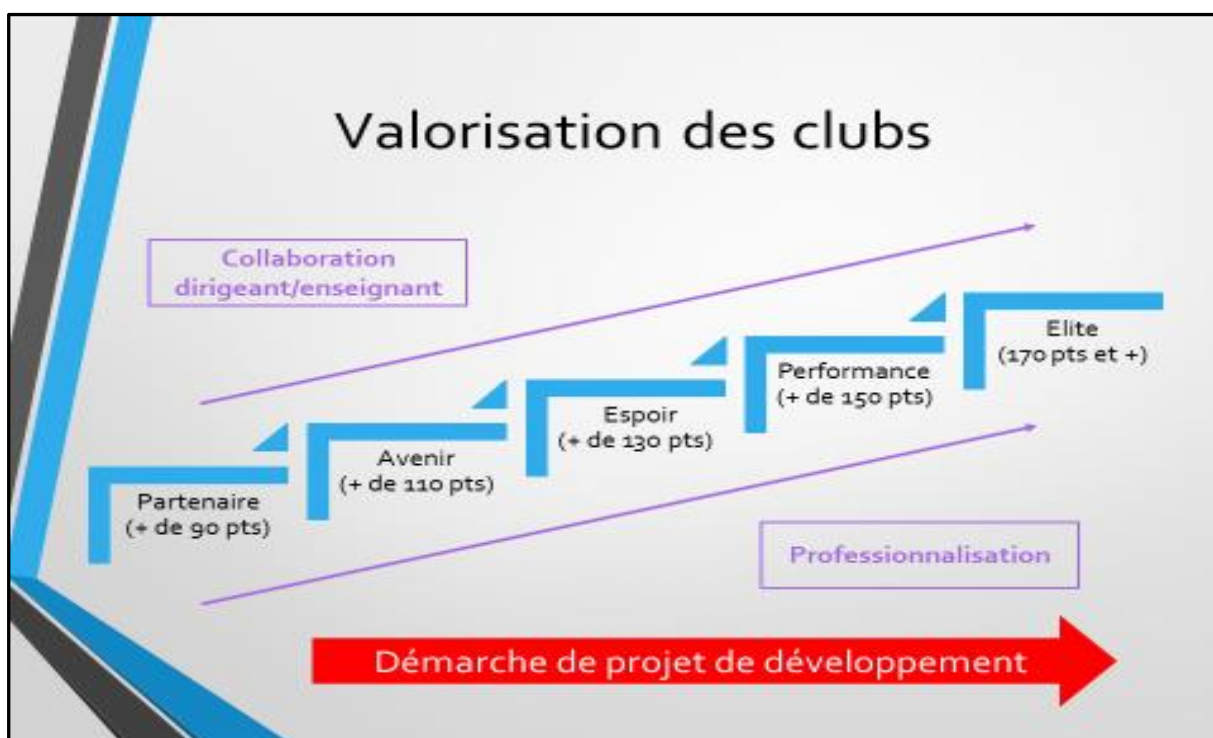 Valorisation des clubs
Collaboration
dirigeant/enseignant
Elite
(170 pts et +)
Performance
(+ de 150 pts)
Espoir
(+ de 130 pts)
Avenir
(+ de 110 pts)
Partenaire
(+ de 90 pts)
Professionnalisation
Démarche de projet de développement